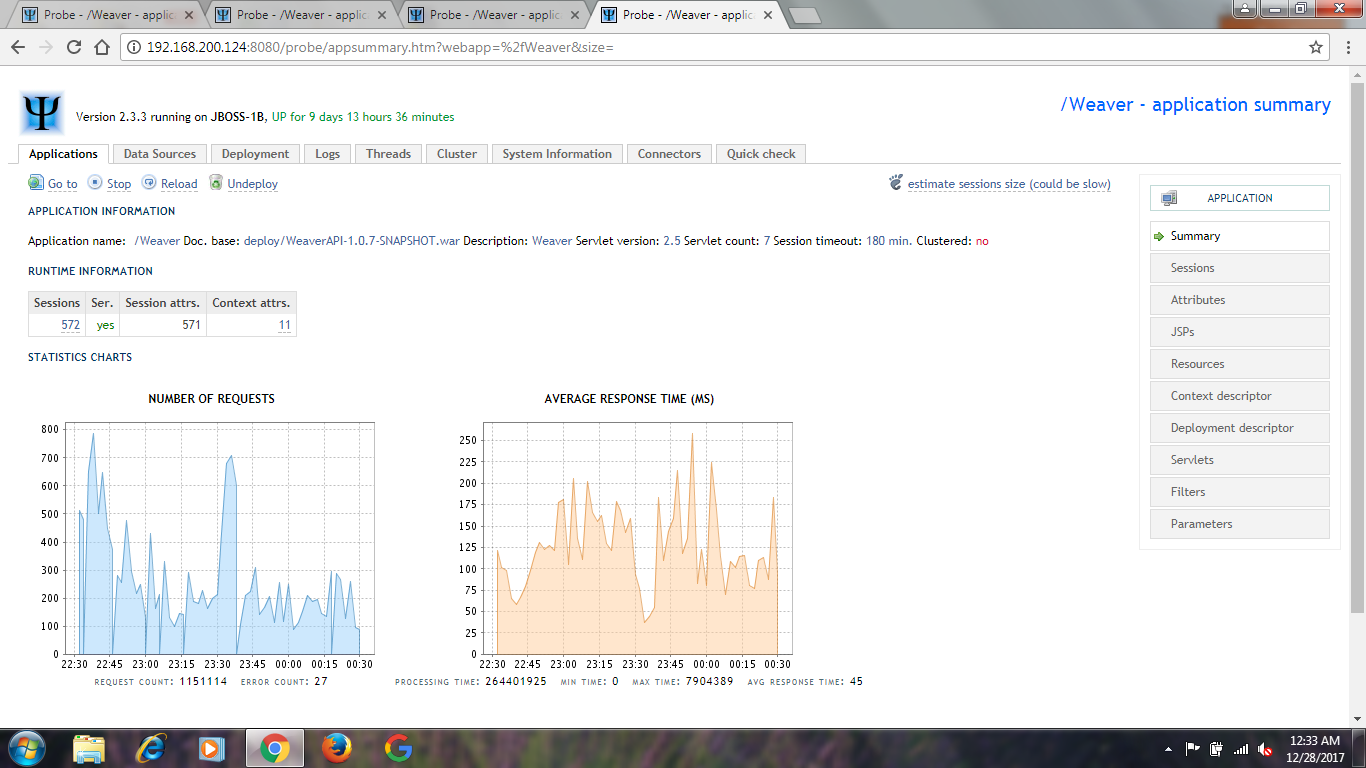 Probe - /Weaver - applic
Probe - /Weaver - applic
Probe - /Weaver - applic
Probe - /Weaver - applic
192.168.200.124:8080/probe/appsummary.htm?webapp=%2fWeaver&size=
/Weaver - application summary
Version 2.3.3 running on JBOSS-1B, UP for 9 days 13 hours 36 minutes
Applications Data Sources Deployment Logs Threads Cluster System Information Connectors Quick check
Go to Stop Reload Undeploy estimate sessions size (could be slow)
APPLICATION INFORMATION
Application name: /Weaver Doc. base: deploy/WeaverAPI-1.0.7-SNAPSHOT.war Description: Weaver Servlet version: 2.5 Servlet count: 7 Session timeout: 180 min. Clustered: no
RUNTIME INFORMATION
Sessions Ser. Session attrs. Context attrs.
572 yes 571 11
STATISTICS CHARTS
NUMBER OF REQUESTS
800
700
600
500
400
300
200
100
0
22:30 22:45 23:00 23:15 23:30 23:45 00:00 00:15 00:30
REQUEST COUNT: 1151114 ERROR COUNT: 27
AVERAGE RESPONSE TIME (MS)
250
225
200
175
150
125
100
75
50
25
0
22:30 22:45 23:00 23:15 23:30 23:45 00:00 00:15 00:30
PROCESSING TIME: 264401925 MIN TIME: 0 MAX TIME: 7904389 AVG RESPONSE TIME: 45
APPLICATION
Summary
Sessions
Attributes
JSPs
Resources
Context descriptor
Deployment descriptor
Servlets
Filters
Parameters
12:33 AM
12/28/2017